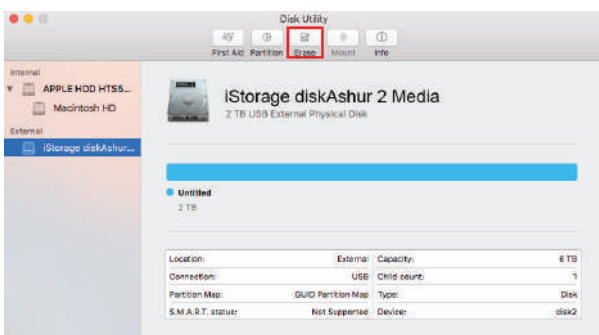 Disk Utility
First Aid Partition Erase Mount Info
Internal
APPLE HDD HTS5...
Macintosh HD
External
iStorage diskAshur...
iStorage diskAshur 2 Media
2 TB USB External Physical Disk
Untitled
2 TB
Location: External Capacity: 6 TB
Connection: USB Child count: 1
Partition Map: GUID Partition Map Type: Disk
S.M.A.R.T. status: Not Supported Device: disk2